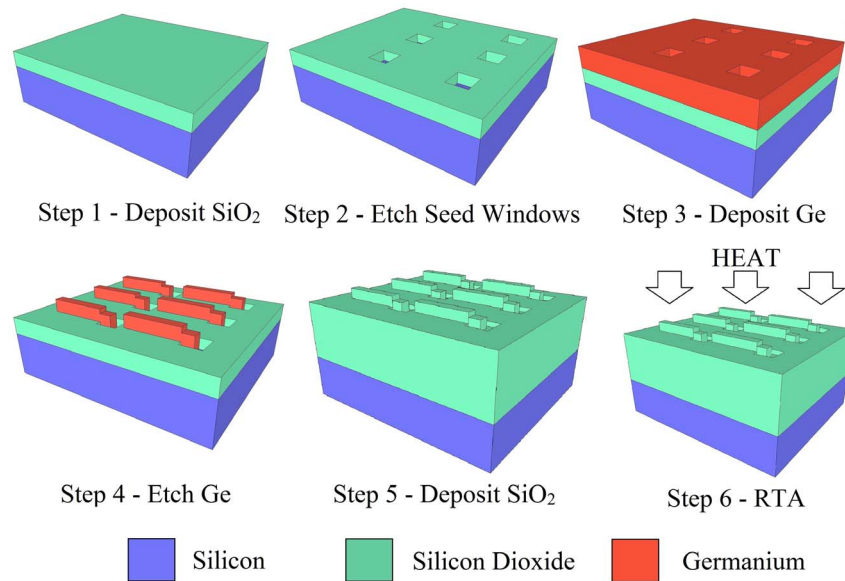 Step 1 - Deposit SiO₂
Step 2 - Etch Seed Windows
Step 3 - Deposit Ge
HEAT
Step 4 - Etch Ge
Step 5 - Deposit SiO₂
Step 6 - RTA
Silicon
Silicon Dioxide
Germanium